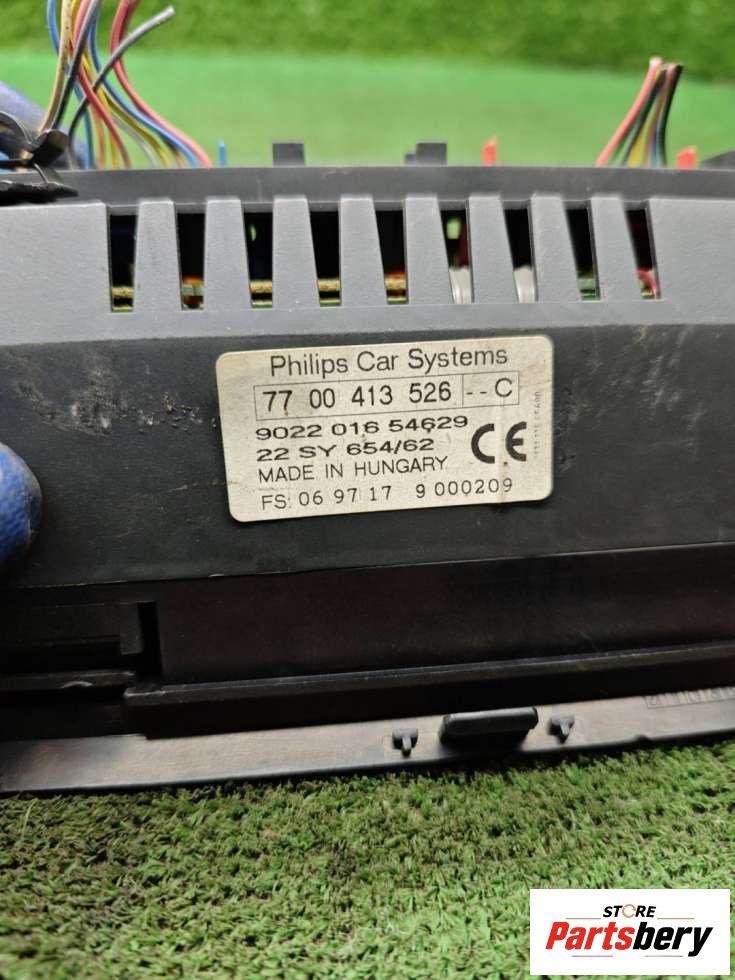 Philips Car Systems
77 00 413 526 --C
9022 016 54629
22 SY 654/62
CE
MADE IN HUNGARY
FS: 06 97 17 9 000209
STORE
Partsbery